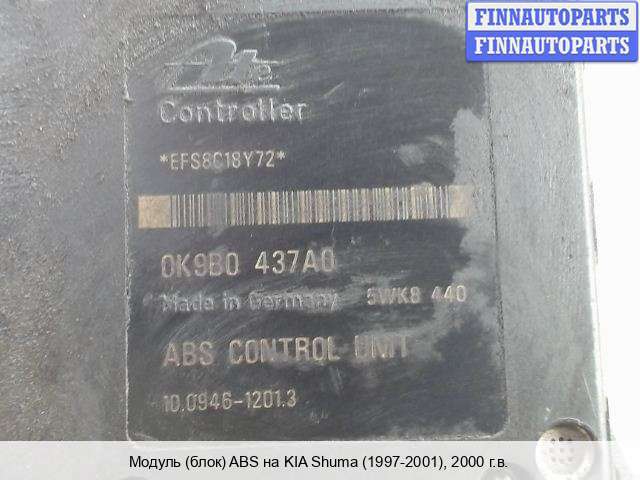 FINNAUTOPARTS
FINNAUTOPARTS
Ate
Controller
*EFS8C18Y72*
0K9B0 437A0
Made in Germany 5WK8 440
ABS CONTROL UNIT
10.0946-1201.3
Модуль (блок) ABS на KIA Shuma (1997-2001), 2000 г.в.